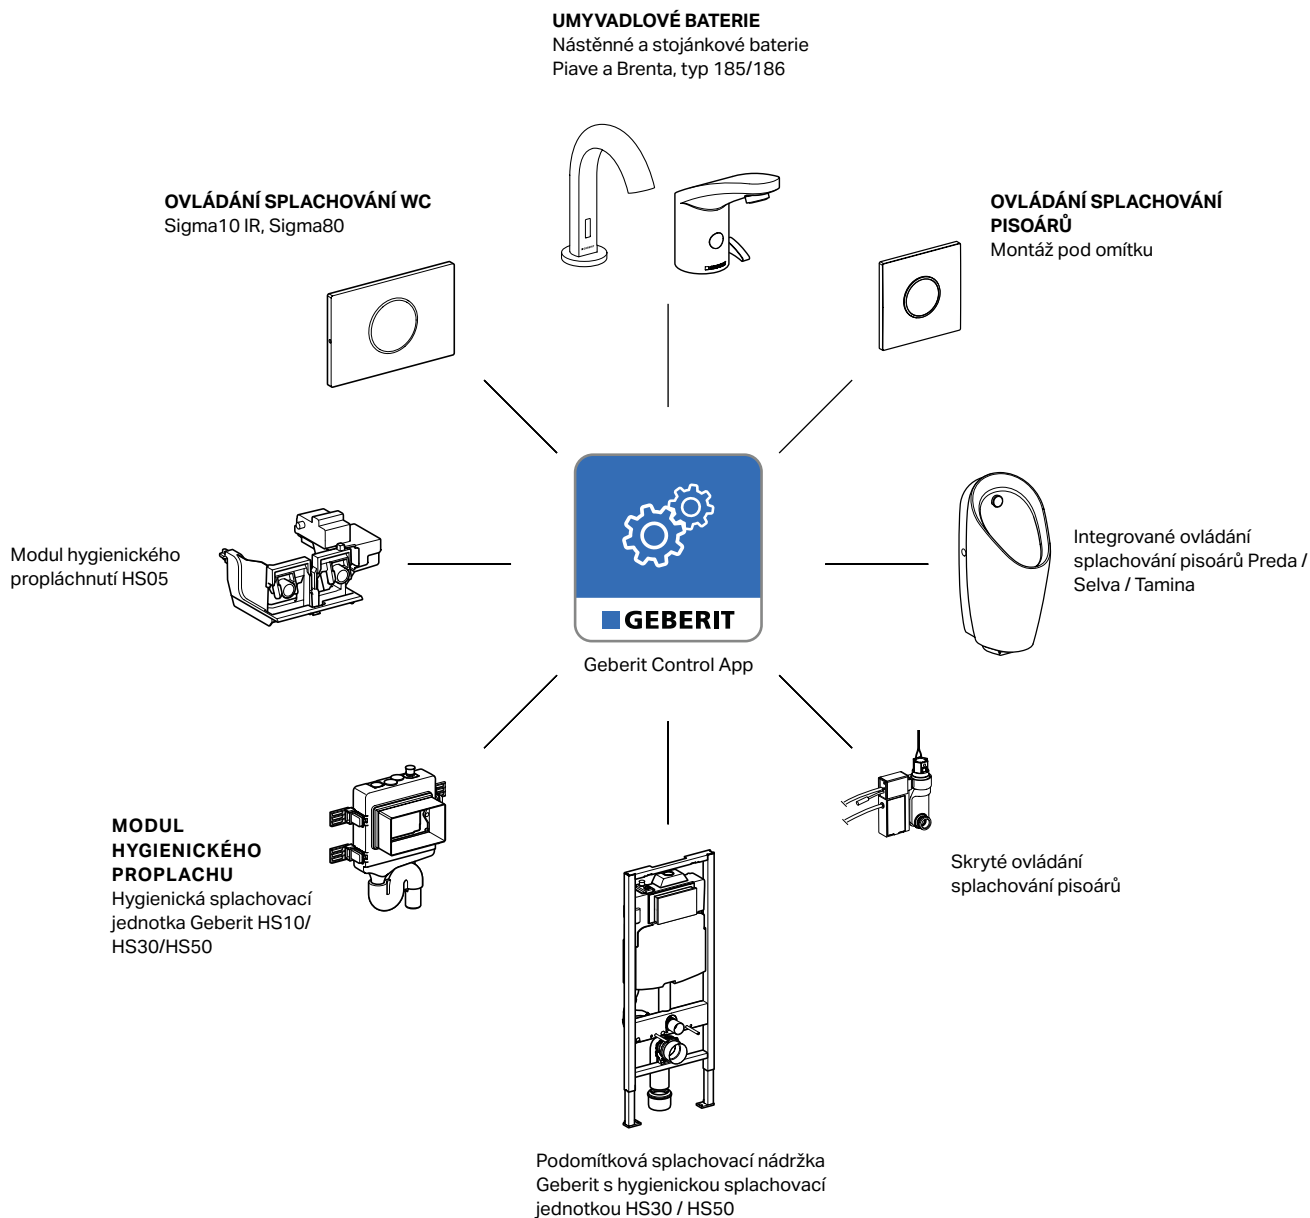 UMYVADLOVÉ BATERIE
Nástěnné a stojánkové baterie
Piave a Brenta, typ 185/186
OVLÁDÁNÍ SPLACHOVÁNÍ WC
Sigma10 IR, Sigma80
OVLÁDÁNÍ SPLACHOVÁNÍ
PISOÁRŮ
Montáž pod omítku
Modul hygienického
propláchnutí HS05
GEBERIT
Geberit Control App
Integrované ovládání
splachování pisoárů Preda /
Selva / Tamina
MODUL
HYGIENICKÉHO
PROPLACHU
Hygienická splachovací
jednotka Geberit HS10/
HS30/HS50
Skryté ovládání
splachování pisoárů
Podomítková splachovací nádržka
Geberit s hygienickou splachovací
jednotkou HS30 / HS50